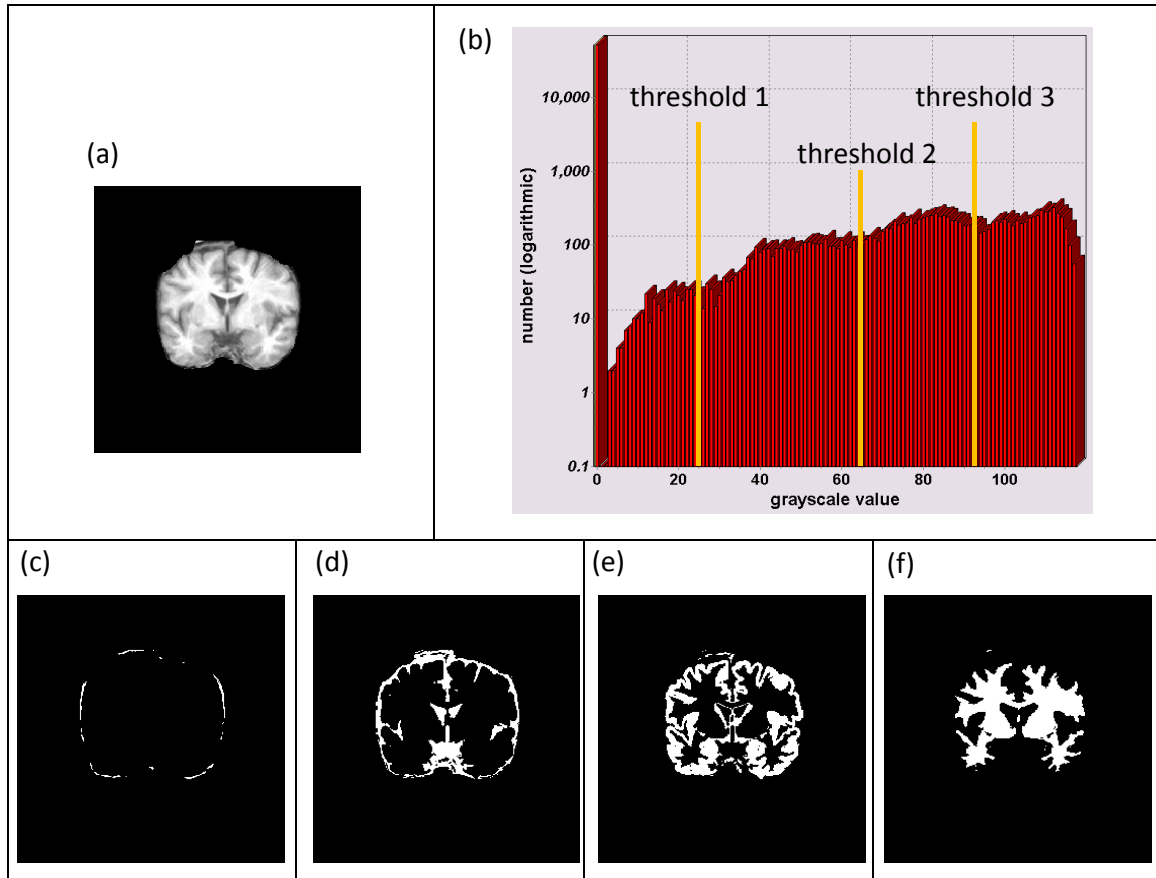 (a)
(b)
10,000
1,000
100
10
1
0.1
number (logarithmic)
threshold 1
threshold 2
threshold 3
0 20 40 60 80 100
grayscale value
(c)
(d)
(e)
(f)